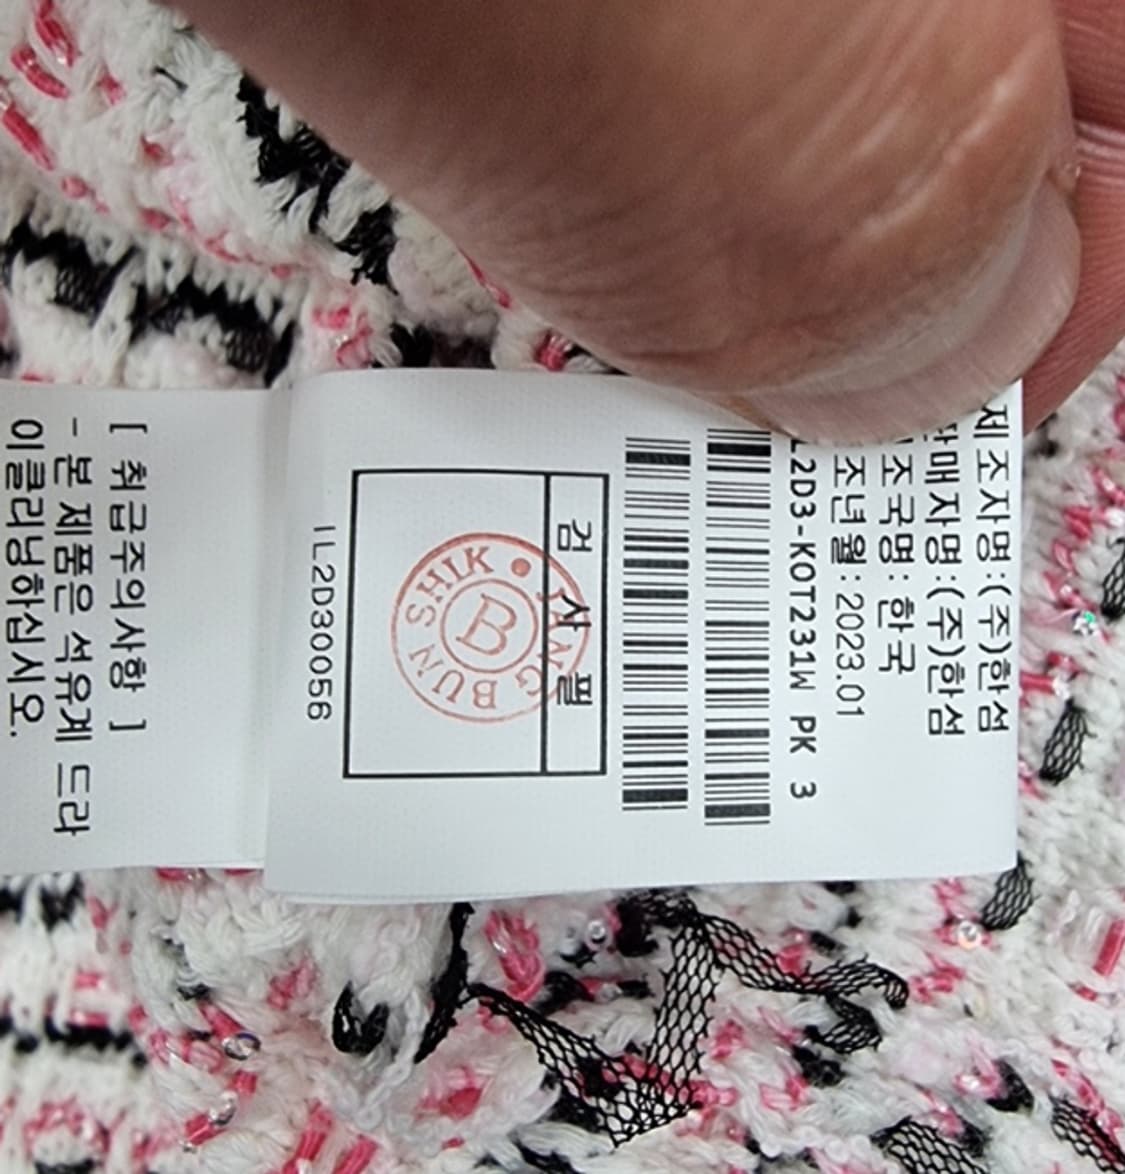 제조자명:(주)한섬
판매자명:(주)한섬
조국명: 한국
조년월: 2023.01
L2D3-KOT231W PK 3
검 사 필
JANG BUN SHIK
B
IL2D30056
[ 취급주의사항 ]
- 본 제품은 석유계 드라
이클리닝하십시오.